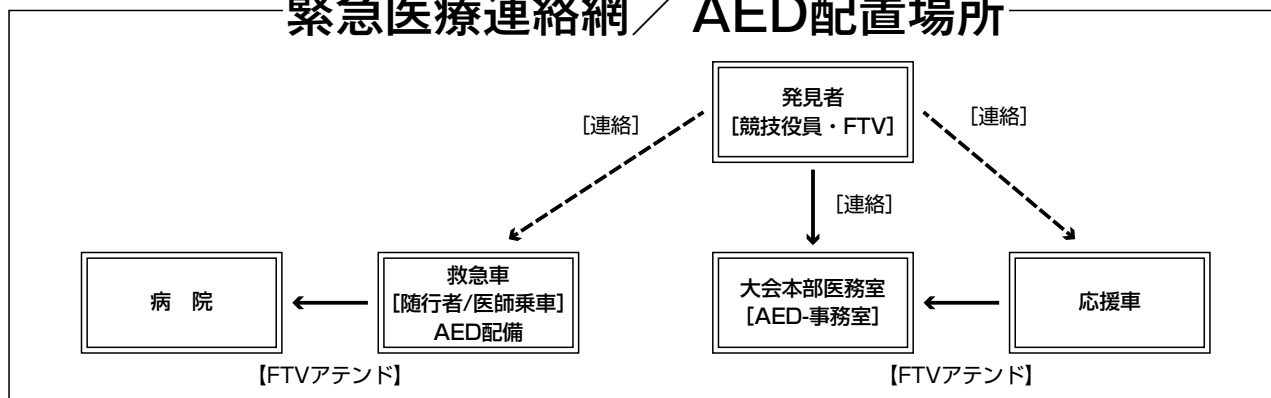 緊急医療連絡網／AED配置場所
発見者
[競技役員・FTV]
[連絡]
[連絡]
[連絡]
病　院
救急車
[随行者/医師乗車]
AED配備
大会本部医務室
[AED-事務室]
応援車
【FTVアテンド】
【FTVアテンド】